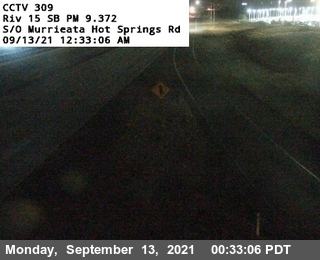 CCTV 309
Riv 15 SB PM 9.372
S/O Murrieata Hot Springs Rd
09/13/21 12:33:06 AM
Monday, September 13, 2021 00:33:06 PDT